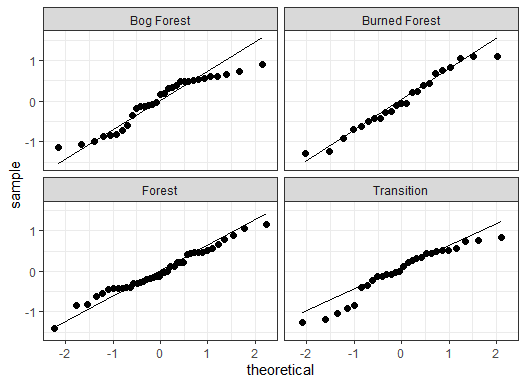 Bog Forest
Burned Forest
1
0
-1
Forest
Transition
1
0
-1
-2
-1
0
1
2
-2
-1
0
1
2
sample
theoretical